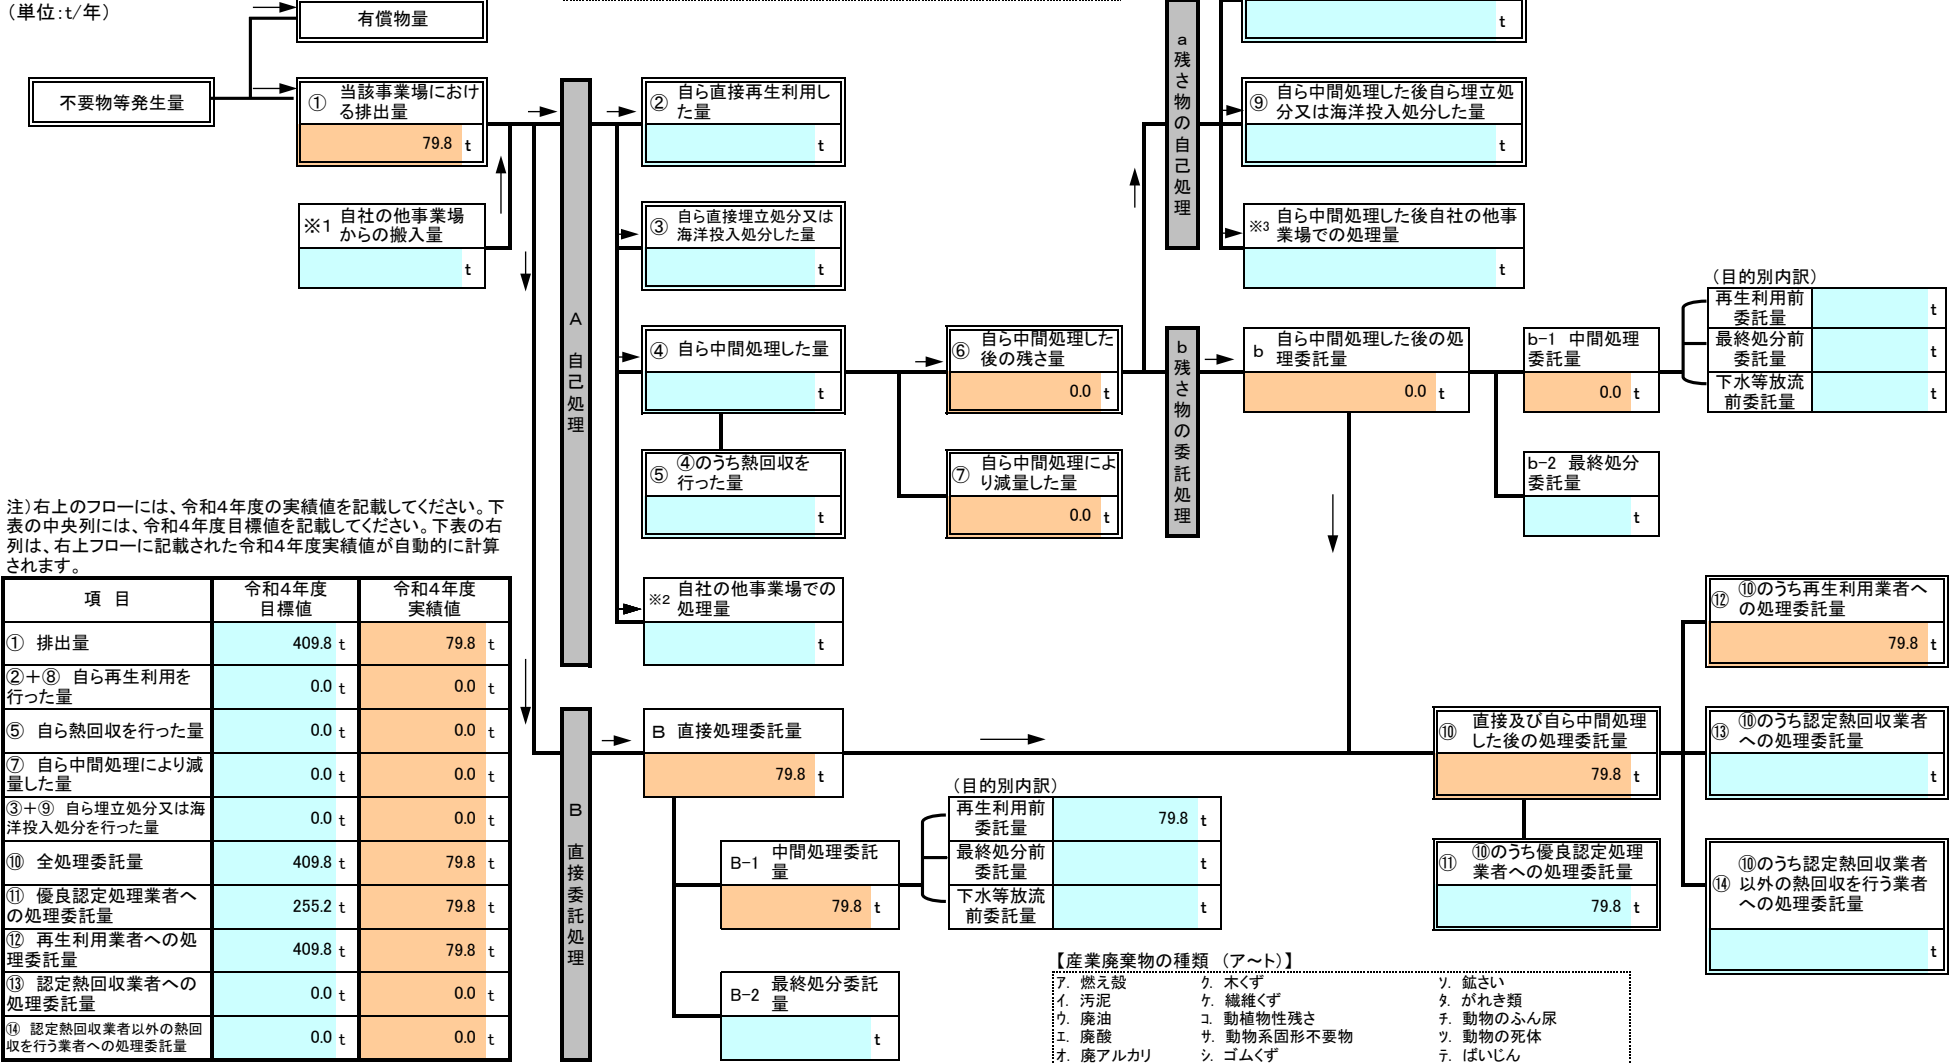 (単位:t/年)
有償物量
t
不要物等発生量
①
当該事業場におけ
る排出量
79.8 t
※1
自社の他事業場
からの搬入量
t
A
自
己
処
理
②
自ら直接再生利用し
た量
t
③
自ら直接埋立処分又は
海洋投入処分した量
t
④ 自ら中間処理した量
t
⑤
④のうち熱回収を
行った量
t
※2
自社の他事業場での
処理量
t
⑥
自ら中間処理した
後の残さ量
0.0 t
⑦
自ら中間処理によ
り減量した量
0.0 t
a
残
さ
物
の
自
己
処
理
⑨
自ら中間処理した後自ら埋立処
分又は海洋投入処分した量
t
※3
自ら中間処理した後自社の他事
業場での処理量
t
b
残
さ
物
の
委
託
処
理
b
自ら中間処理した後の処
理委託量
0.0 t
b-1 中間処理
委託量
0.0 t
b-2 最終処分
委託量
t
(目的別内訳)
再生利用前
委託量
t
最終処分前
委託量
t
下水等放流
前委託量
t
注)右上のフローには、令和4年度の実績値を記載してください。下
表の中央列には、令和4年度目標値を記載してください。下表の右
列は、右上フローに記載された令和4年度実績値が自動的に計算
されます。
項 目
令和4年度
目標値
令和4年度
実績値
① 排出量 409.8 t 79.8 t
②+⑧ 自ら再生利用を
行った量
0.0 t 0.0 t
⑤ 自ら熱回収を行った量 0.0 t 0.0 t
⑦ 自ら中間処理により減
量した量
0.0 t 0.0 t
③+⑨ 自ら埋立処分又は海
洋投入処分を行った量
0.0 t 0.0 t
⑩ 全処理委託量 409.8 t 79.8 t
⑪ 優良認定処理業者へ
の処理委託量
255.2 t 79.8 t
⑫ 再生利用業者への処
理委託量
409.8 t 79.8 t
⑬ 認定熱回収業者への
処理委託量
0.0 t 0.0 t
⑭ 認定熱回収業者以外の熱回
収を行う業者への処理委託量
0.0 t 0.0 t
B
直
接
委
託
処
理
B 直接処理委託量
79.8 t
B-1
中間処理委託
量
79.8 t
B-2
最終処分委託
量
t
(目的別内訳)
再生利用前
委託量
79.8 t
最終処分前
委託量
t
下水等放流
前委託量
t
⑩
直接及び自ら中間処理
した後の処理委託量
79.8 t
⑪
⑩のうち優良認定処理
業者への処理委託量
79.8 t
⑫
⑩のうち再生利用業者へ
の処理委託量
79.8 t
⑬
⑩のうち認定熱回収業者
への処理委託量
t
⑭
⑩のうち認定熱回収業者
以外の熱回収を行う業者
への処理委託量
t
【産業廃棄物の種類 (ア~ト)】
ア. 燃え殻 ク. 木くず ソ. 鉱さい
イ. 汚泥 ケ. 繊維くず タ. がれき類
ウ. 廃油 コ. 動植物性残さ チ. 動物のふん尿
エ. 廃酸 サ. 動物系固形不要物 ツ. 動物の死体
オ. 廃アルカリ シ. ゴムくず テ. ばいじん